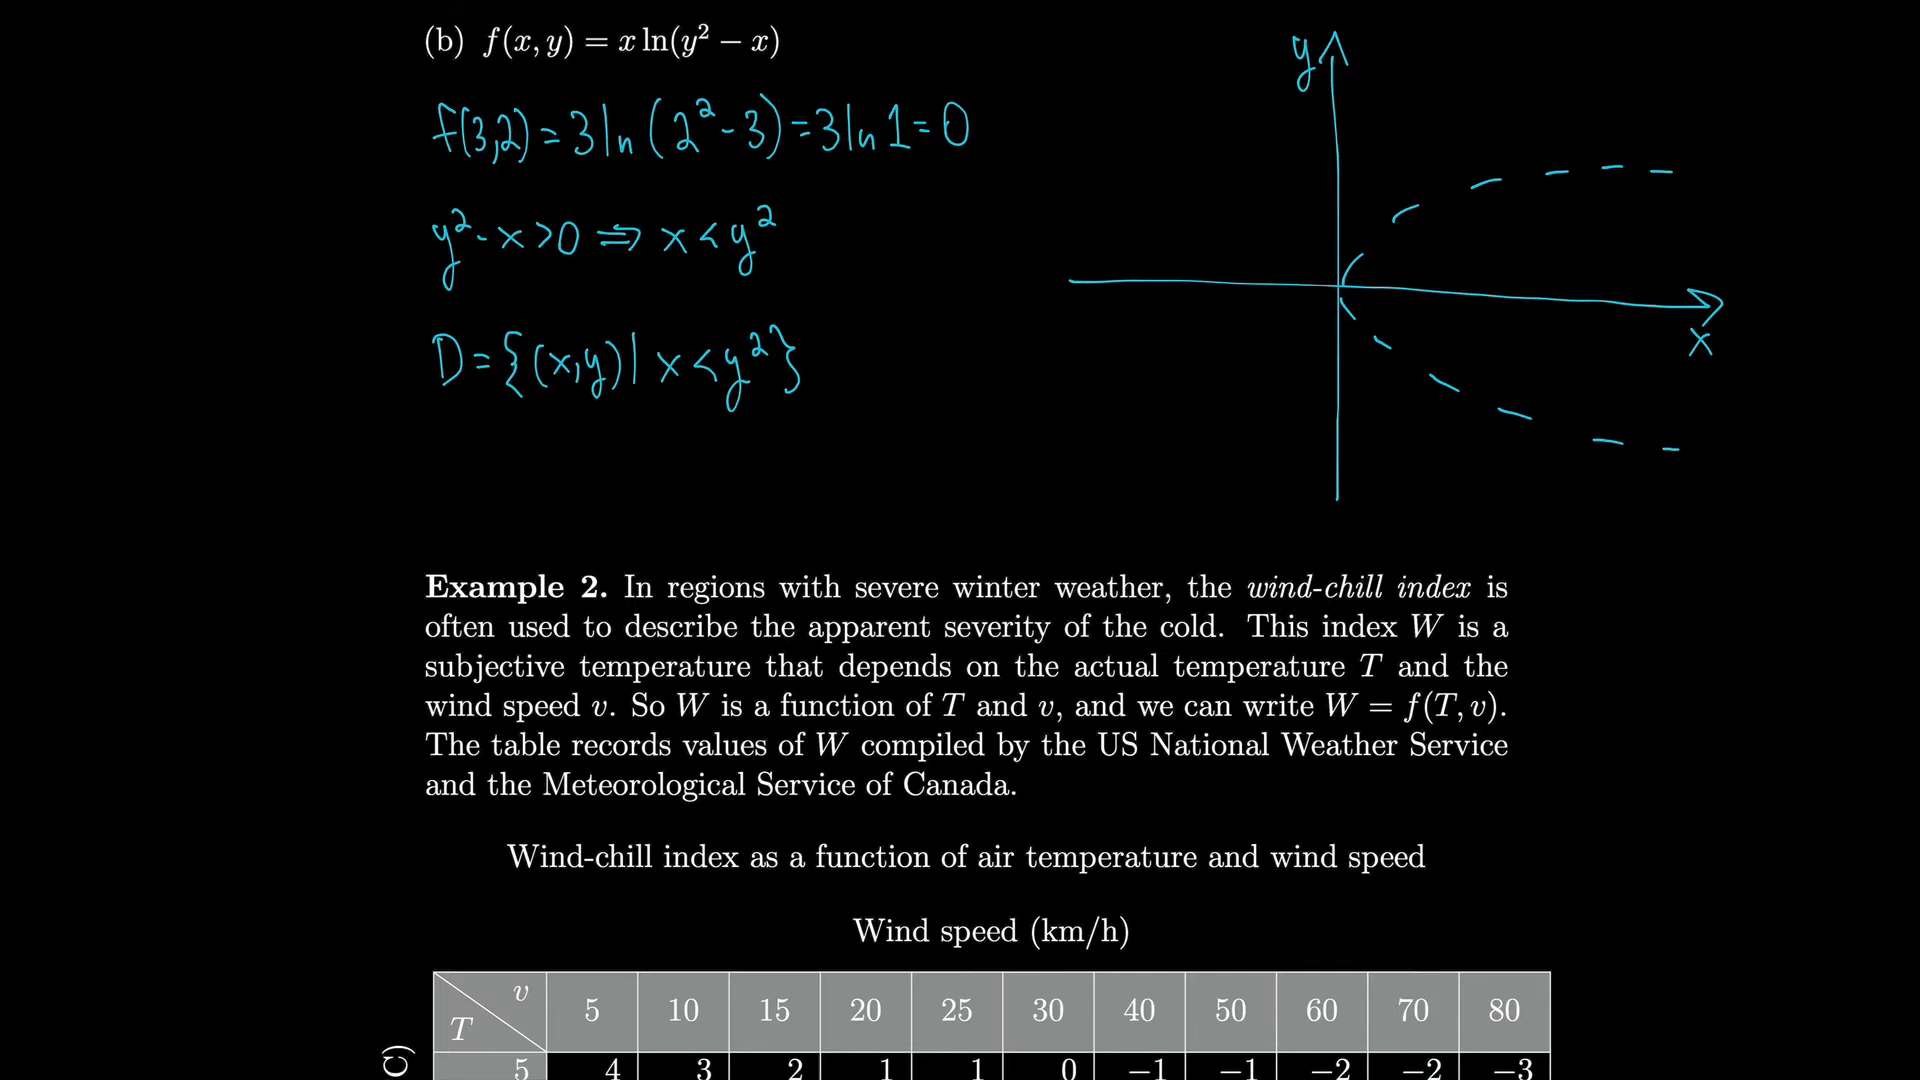 (b) f(x, y) = x ln(y² − x)
f(3,2) = 3 ln (2² - 3) = 3 ln 1 = 0
y² - x > 0 ⇒ x < y²
D = {(x,y) | x < y²}
y
x
Example 2. In regions with severe winter weather, the wind-chill index is
often used to describe the apparent severity of the cold. This index W is a
subjective temperature that depends on the actual temperature T and the
wind speed v. So W is a function of T and v, and we can write W = f(T, v).
The table records values of W compiled by the US National Weather Service
and the Meteorological Service of Canada.
Wind-chill index as a function of air temperature and wind speed
Wind speed (km/h)
v
T
5 10 15 20 25 30 40 50 60 70 80
5 4 3 2 1 1 0 −1 −1 −2 −2 −3
C)